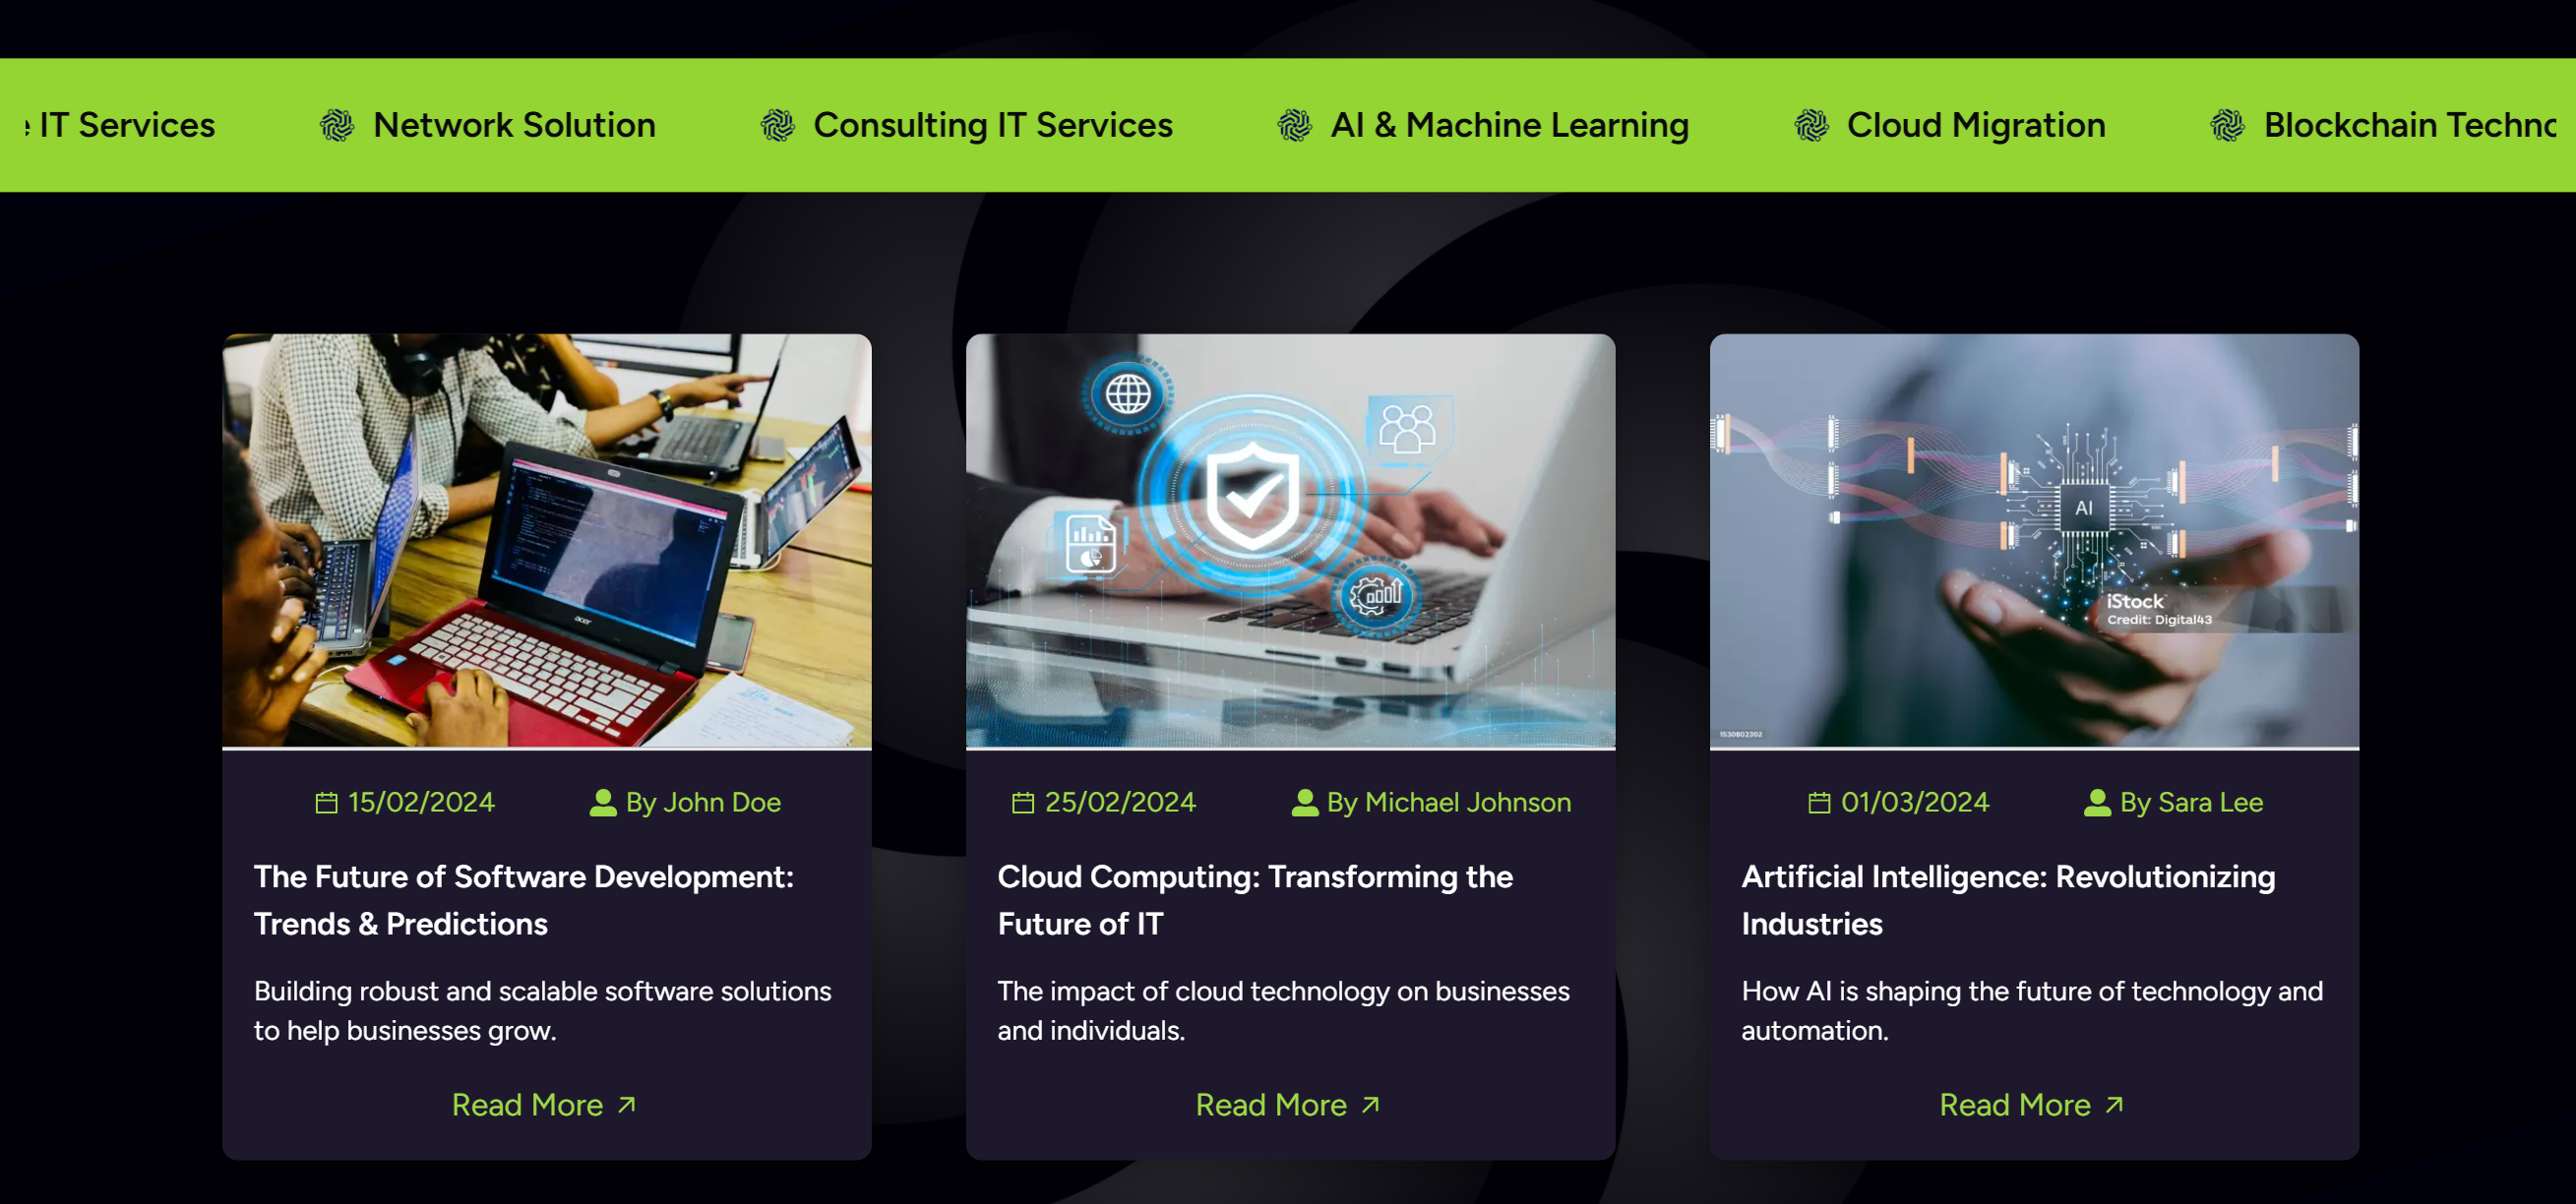 IT Services Network Solution Consulting IT Services AI & Machine Learning Cloud Migration Blockchain
acer
AI
iStock
Credit: Digital43
1530802302
15/02/2024 By John Doe
The Future of Software Development:
Trends & Predictions
Building robust and scalable software solutions
to help businesses grow.
Read More
25/02/2024 By Michael Johnson
Cloud Computing: Transforming the
Future of IT
The impact of cloud technology on businesses
and individuals.
Read More
01/03/2024 By Sara Lee
Artificial Intelligence: Revolutionizing
Industries
How AI is shaping the future of technology and
automation.
Read More